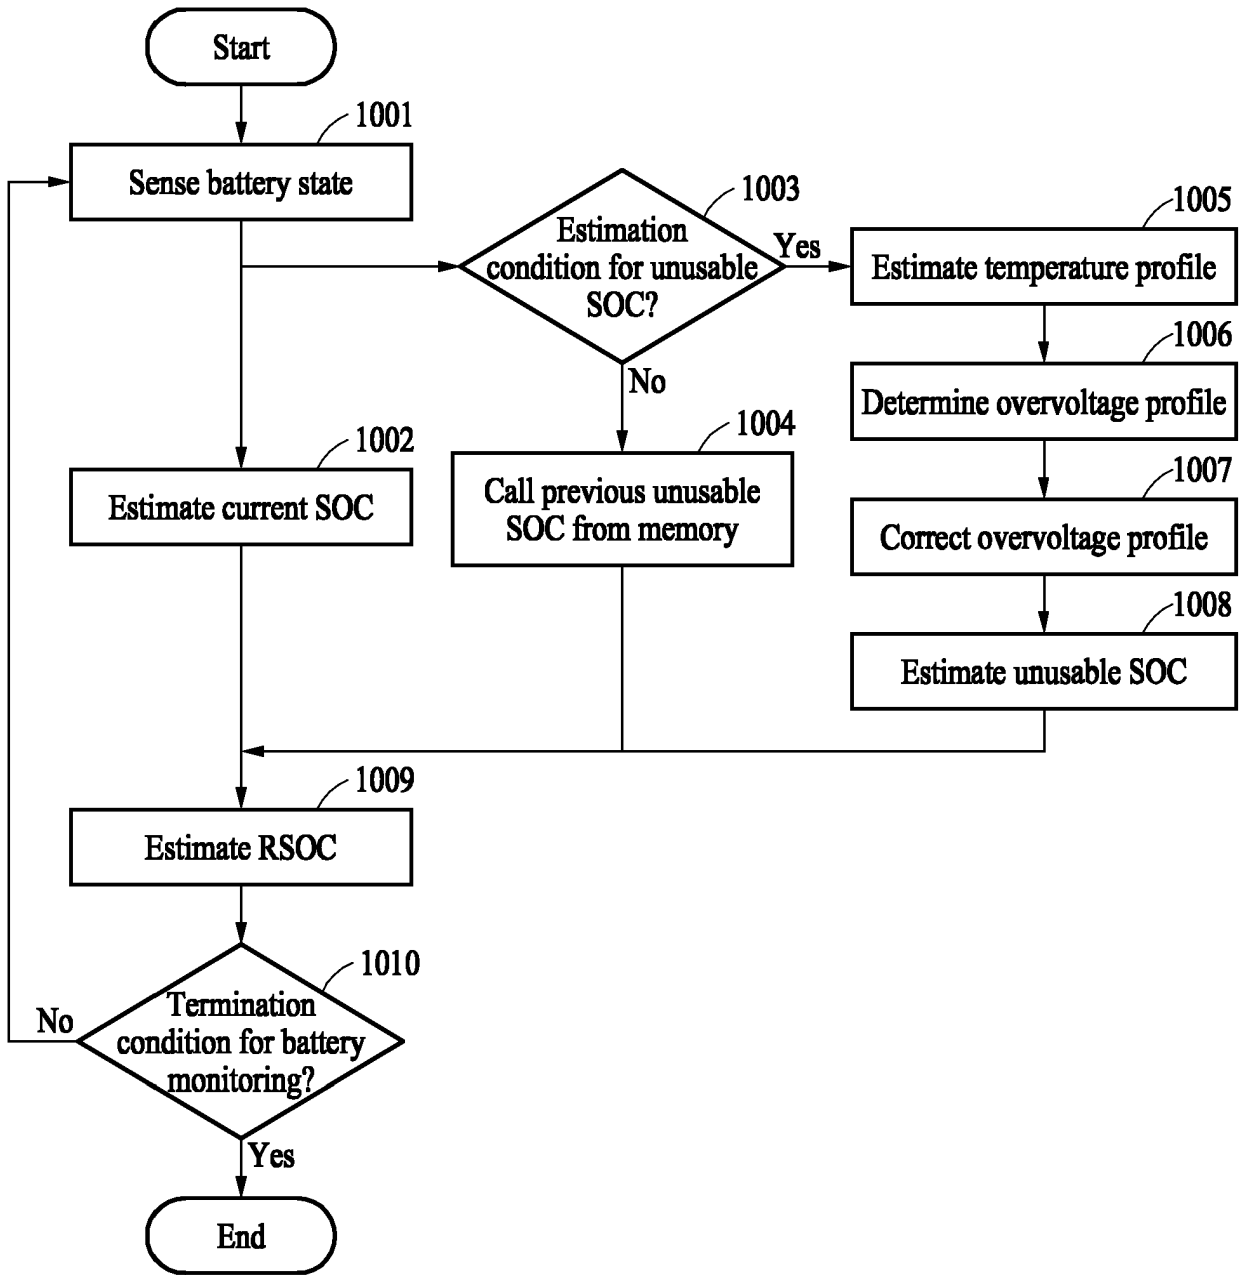 Start
1001
Sense battery state
1003
Estimation
condition for unusable
SOC?
Yes
No
1005
Estimate temperature profile
1006
Determine overvoltage profile
1002
Estimate current SOC
1004
Call previous unusable
SOC from memory
1007
Correct overvoltage profile
1008
Estimate unusable SOC
1009
Estimate RSOC
1010
Termination
condition for battery
monitoring?
No
Yes
End